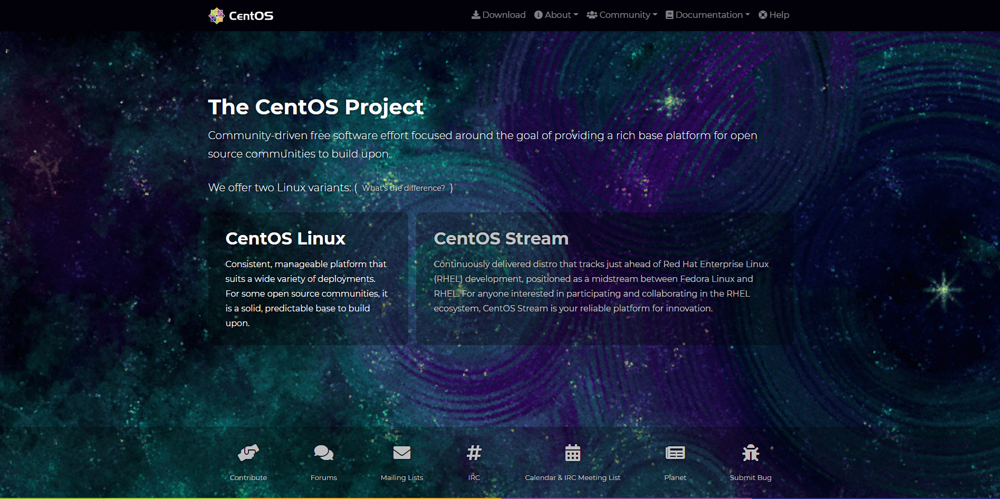 CentOS
Download About Community Documentation Help
The CentOS Project
Community-driven free software effort focused around the goal of providing a rich base platform for open
source communities to build upon.
We offer two Linux variants: ( What's the difference? )
CentOS Linux
Consistent, manageable platform that
suits a wide variety of deployments.
For some open source communities, it
is a solid, predictable base to build
upon.
CentOS Stream
Continuously delivered distro that tracks just ahead of Red Hat Enterprise Linux
(RHEL) development, positioned as a midstream between Fedora Linux and
RHEL. For anyone interested in participating and collaborating in the RHEL
ecosystem, CentOS Stream is your reliable platform for innovation.
Contribute Forums Mailing Lists IRC Calendar & IRC Meeting List Planet Submit Bug